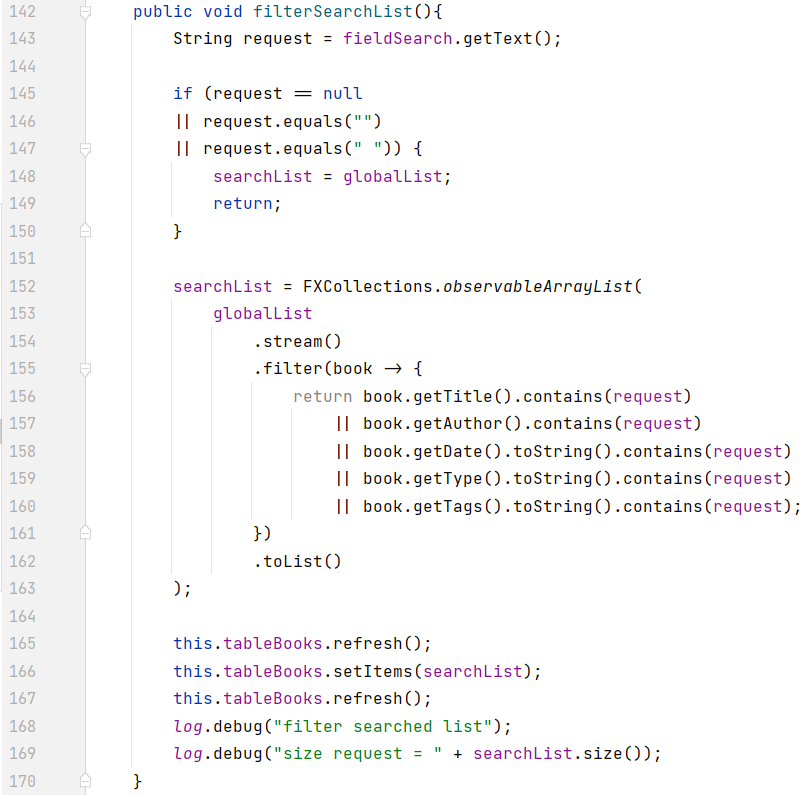 142 public void filterSearchList(){
143 String request = fieldSearch.getText();
144
145 if (request == null
146 || request.equals("")
147 || request.equals(" ")) {
148 searchList = globalList;
149 return;
150 }
151
152 searchList = FXCollections.observableArrayList(
153 globalList
154 .stream()
155 .filter(book -> {
156 return book.getTitle().contains(request)
157 || book.getAuthor().contains(request)
158 || book.getDate().toString().contains(request)
159 || book.getType().toString().contains(request)
160 || book.getTags().toString().contains(request);
161 })
162 .toList()
163 );
164
165 this.tableBooks.refresh();
166 this.tableBooks.setItems(searchList);
167 this.tableBooks.refresh();
168 log.debug("filter searched list");
169 log.debug("size request = " + searchList.size());
170 }